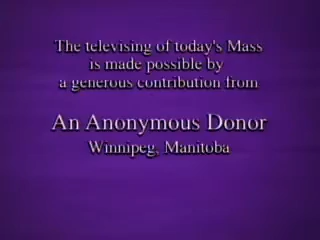 The televising of today's Mass
is made possible by
a generous contribution from
An Anonymous Donor
Winnipeg, Manitoba